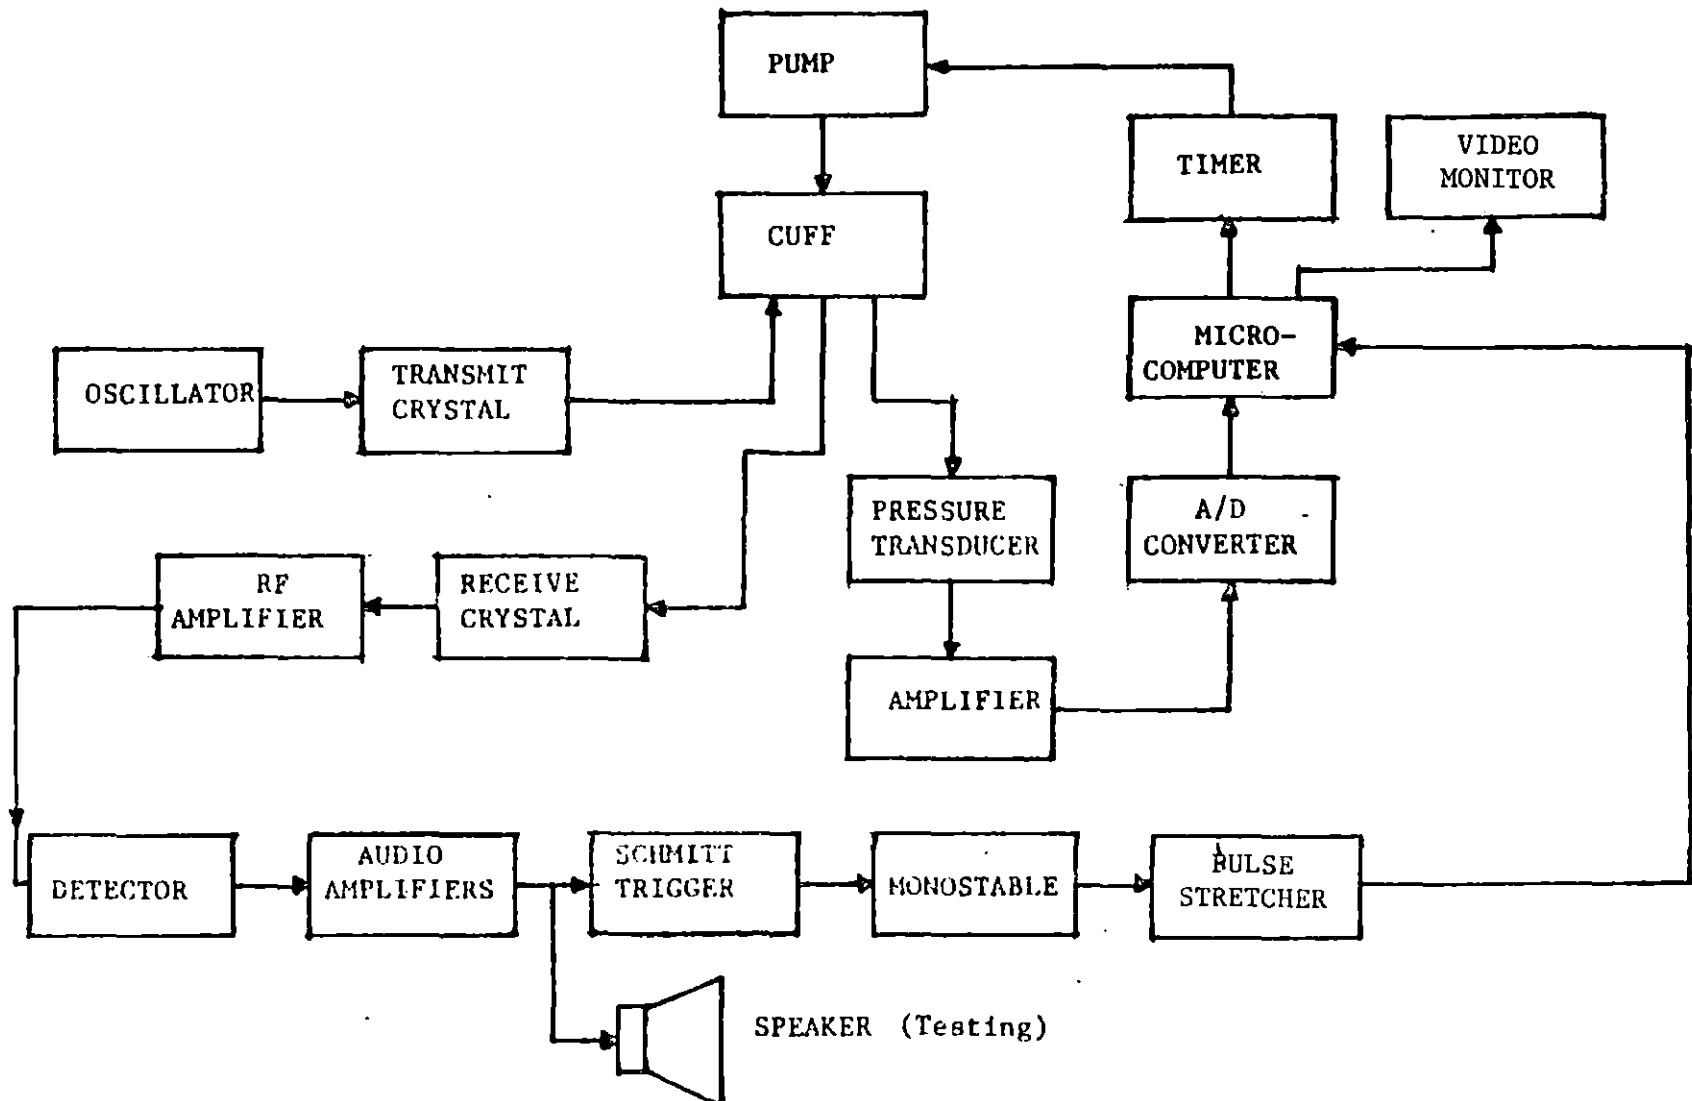 PUMP
TIMER
VIDEO
MONITOR
CUFF
MICRO-
COMPUTER
OSCILLATOR
TRANSMIT
CRYSTAL
PRESSURE
TRANSDUCER
A/D
CONVERTER
RF
AMPLIFIER
RECEIVE
CRYSTAL
AMPLIFIER
DETECTOR
AUDIO
AMPLIFIERS
SCHMITT
TRIGGER
MONOSTABLE
PULSE
STRETCHER
SPEAKER (Testing)